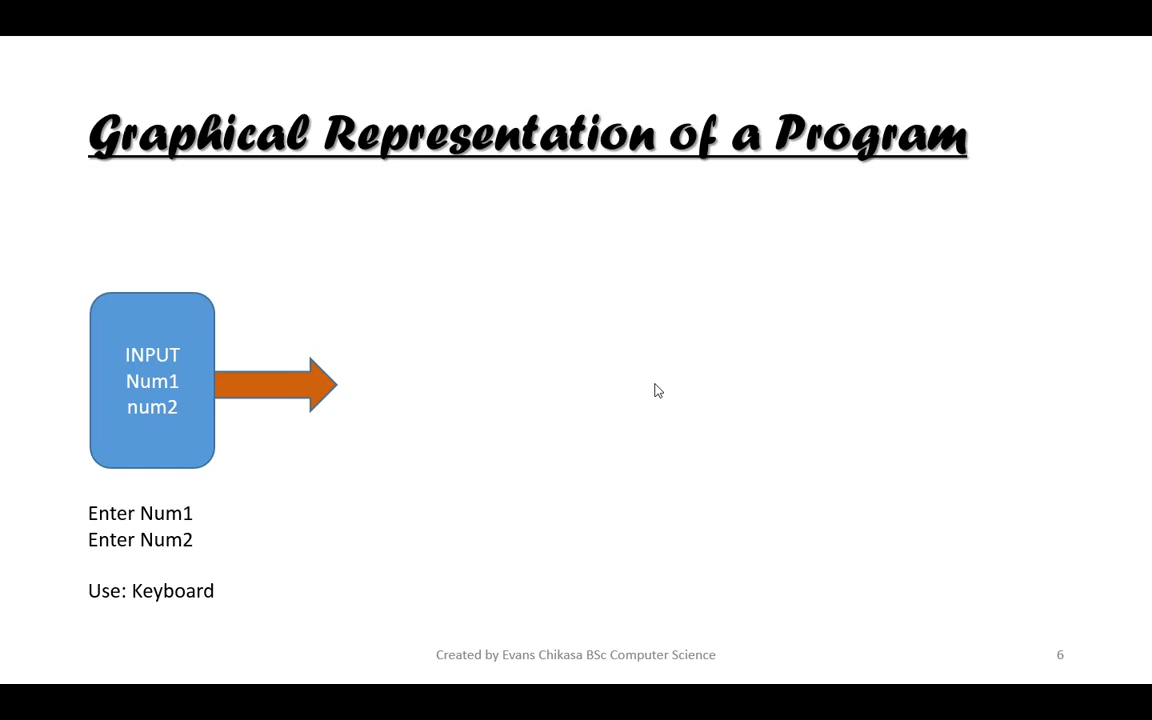 Graphical Representation of a Program
INPUT
Num1
num2
Enter Num1
Enter Num2
Use: Keyboard
Created by Evans Chikasa BSc Computer Science
6